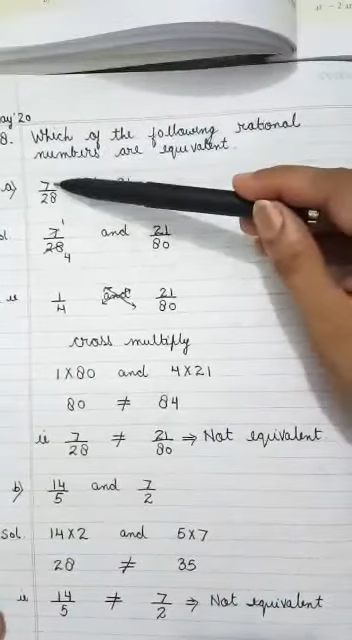 ay'20
8. Which of the following rational
numbers are equivalent.
a) 7/28 21
7/28 1 4 and 21/80
ie 1/4 and 21/80
cross multiply
1×80 and 4×21
80 ≠ 84
ie 7/28 ≠ 21/80 ⇒ Not equivalent
b) 14/5 and 7/2
Sol. 14×2 and 5×7
28 ≠ 35
ie 14/5 ≠ 7/2 ⇒ Not equivalent